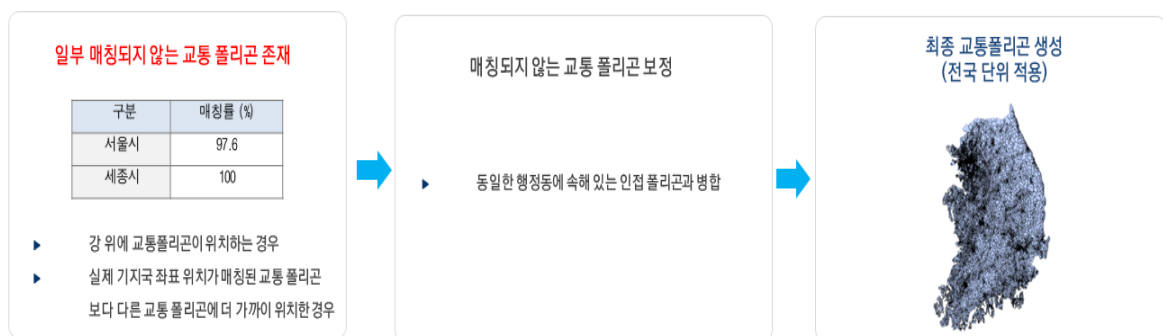 일부 매칭되지 않는 교통 폴리곤 존재
구분 매칭률 (%)
서울시 97.6
세종시 100
강 위에 교통폴리곤이 위치하는 경우
실제 기지국 좌표 위치가 매칭된 교통 폴리곤
보다 다른 교통 폴리곤에 더 가까이 위치한 경우
매칭되지 않는 교통 폴리곤 보정
동일한 행정동에 속해 있는 인접 폴리곤과 병합
최종 교통폴리곤 생성
(전국 단위 적용)